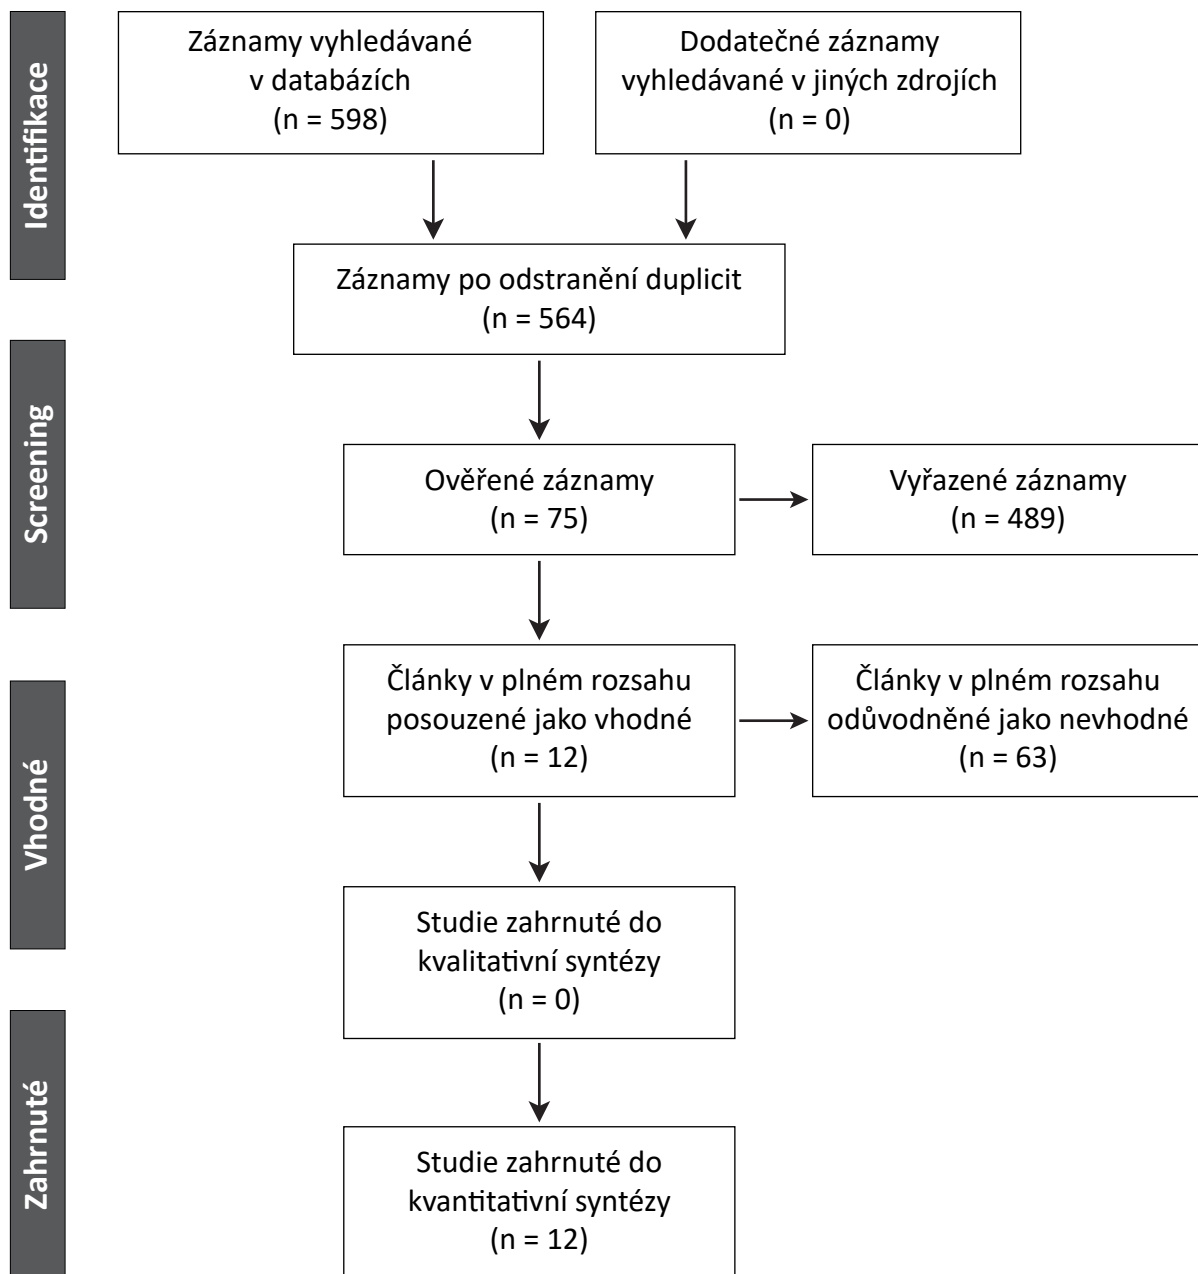 Identifikace
Záznamy vyhledávané
v databázích
(n = 598)
Dodatečné záznamy
vyhledávané v jiných zdrojích
(n = 0)
Záznamy po odstranění duplicit
(n = 564)
Screening
Ověřené záznamy
(n = 75)
Vyřazené záznamy
(n = 489)
Vhodné
Články v plném rozsahu
posouzené jako vhodné
(n = 12)
Články v plném rozsahu
odůvodněné jako nevhodné
(n = 63)
Studie zahrnuté do
kvalitativní syntézy
(n = 0)
Zahrnuté
Studie zahrnuté do
kvantitativní syntézy
(n = 12)